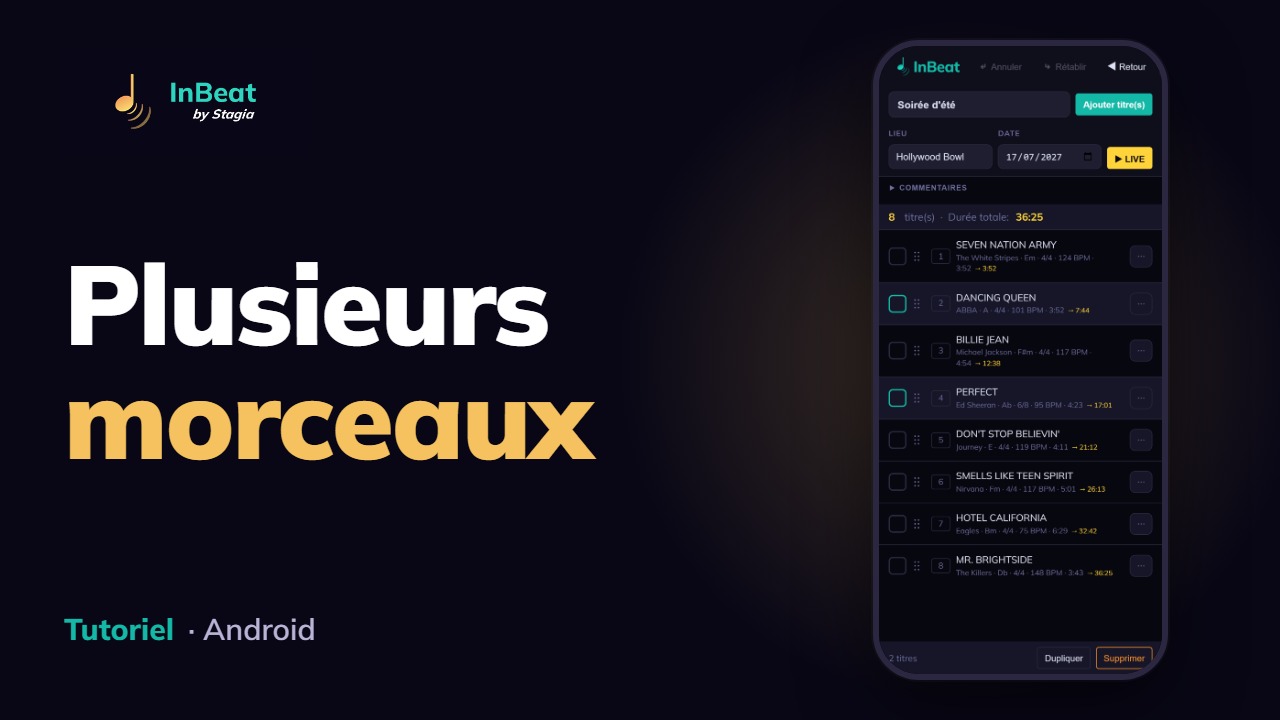 InBeat
by Stagia
Plusieurs
morceaux
Tutoriel · Android
InBeat
Annuler
Rétablir
◀ Retour
Soirée d'été
Ajouter titre(s)
LIEU
DATE
Hollywood Bowl
17/07/2027
▶ LIVE
▶ COMMENTAIRES
8 titre(s) · Durée totale: 36:25
1
SEVEN NATION ARMY
The White Stripes · Em · 4/4 · 124 BPM ·
3:52 → 3:52
2
DANCING QUEEN
ABBA · A · 4/4 · 101 BPM · 3:52 → 7:44
3
BILLIE JEAN
Michael Jackson · F#m · 4/4 · 117 BPM ·
4:54 → 12:38
4
PERFECT
Ed Sheeran · Ab · 6/8 · 95 BPM · 4:23 → 17:01
5
DON'T STOP BELIEVIN'
Journey · E · 4/4 · 119 BPM · 4:11 → 21:12
6
SMELLS LIKE TEEN SPIRIT
Nirvana · Fm · 4/4 · 117 BPM · 5:01 → 26:13
7
HOTEL CALIFORNIA
Eagles · Bm · 4/4 · 75 BPM · 6:29 → 32:42
8
MR. BRIGHTSIDE
The Killers · Db · 4/4 · 148 BPM · 3:43 → 36:25
2 titres
Dupliquer
Supprimer